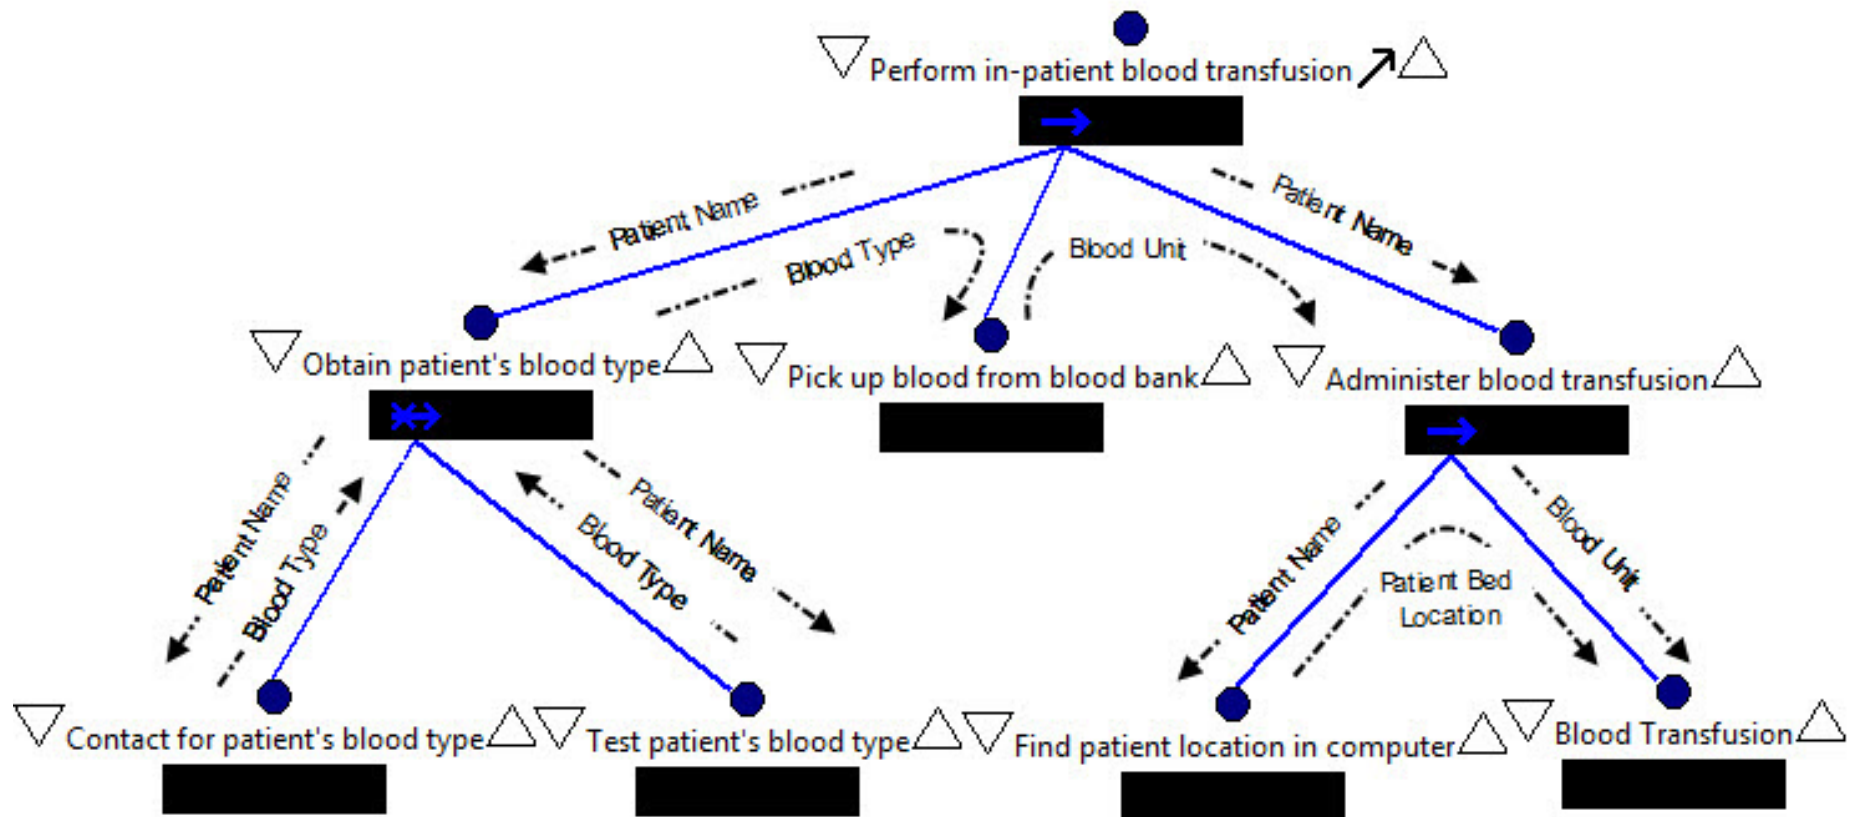 Perform in-patient blood transfusion
Patient Name
Blood Type
Blood Unit
Patient Name
Obtain patient's blood type
Pick up blood from blood bank
Administer blood transfusion
Patient Name
Blood Type
Blood Type
Patient Name
Patient Name
Patient Bed
Location
Blood Unit
Contact for patient's blood type
Test patient's blood type
Find patient location in computer
Blood Transfusion